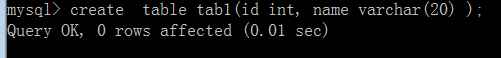 mysql> create  table tab1(id int, name varchar(20) );
Query OK, 0 rows affected (0.01 sec)